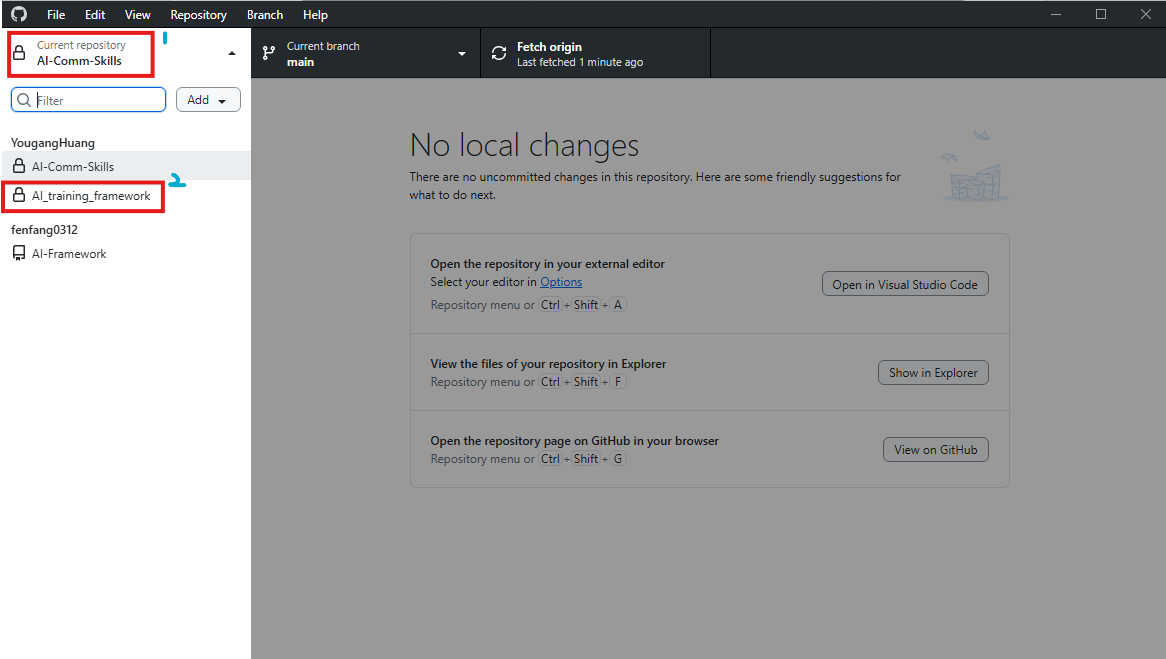 File Edit View Repository Branch Help
Current repository
AI-Comm-Skills
1
Current branch
main
Fetch origin
Last fetched 1 minute ago
Filter
Add
YougangHuang
AI-Comm-Skills
2
AI_training_framework
fenfang0312
AI-Framework
No local changes
There are no uncommitted changes in this repository. Here are some friendly suggestions for
what to do next.
Open the repository in your external editor
Select your editor in Options
Repository menu or Ctrl + Shift + A
Open in Visual Studio Code
View the files of your repository in Explorer
Repository menu or Ctrl + Shift + F
Show in Explorer
Open the repository page on GitHub in your browser
Repository menu or Ctrl + Shift + G
View on GitHub